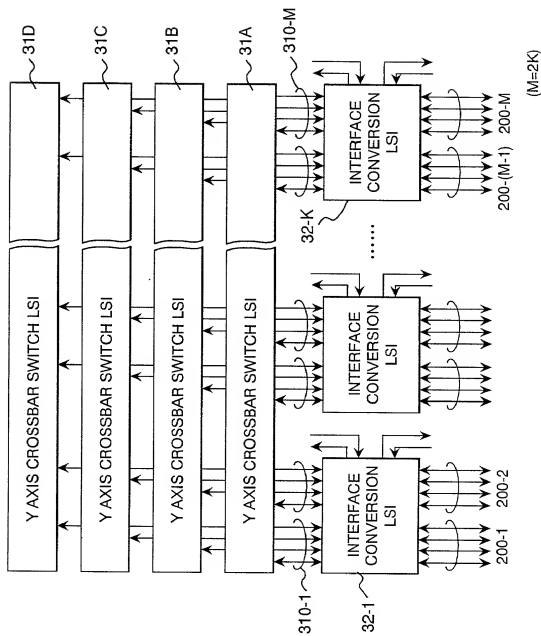 31D
31C
31B
31A
Y AXIS CROSSBAR SWITCH LSI
Y AXIS CROSSBAR SWITCH LSI
Y AXIS CROSSBAR SWITCH LSI
Y AXIS CROSSBAR SWITCH LSI
310-1
310-M
32-1
32-K
INTERFACE
CONVERSION
LSI
INTERFACE
CONVERSION
LSI
......
INTERFACE
CONVERSION
LSI
200-1
200-2
200-(M-1)
200-M
(M=2K)